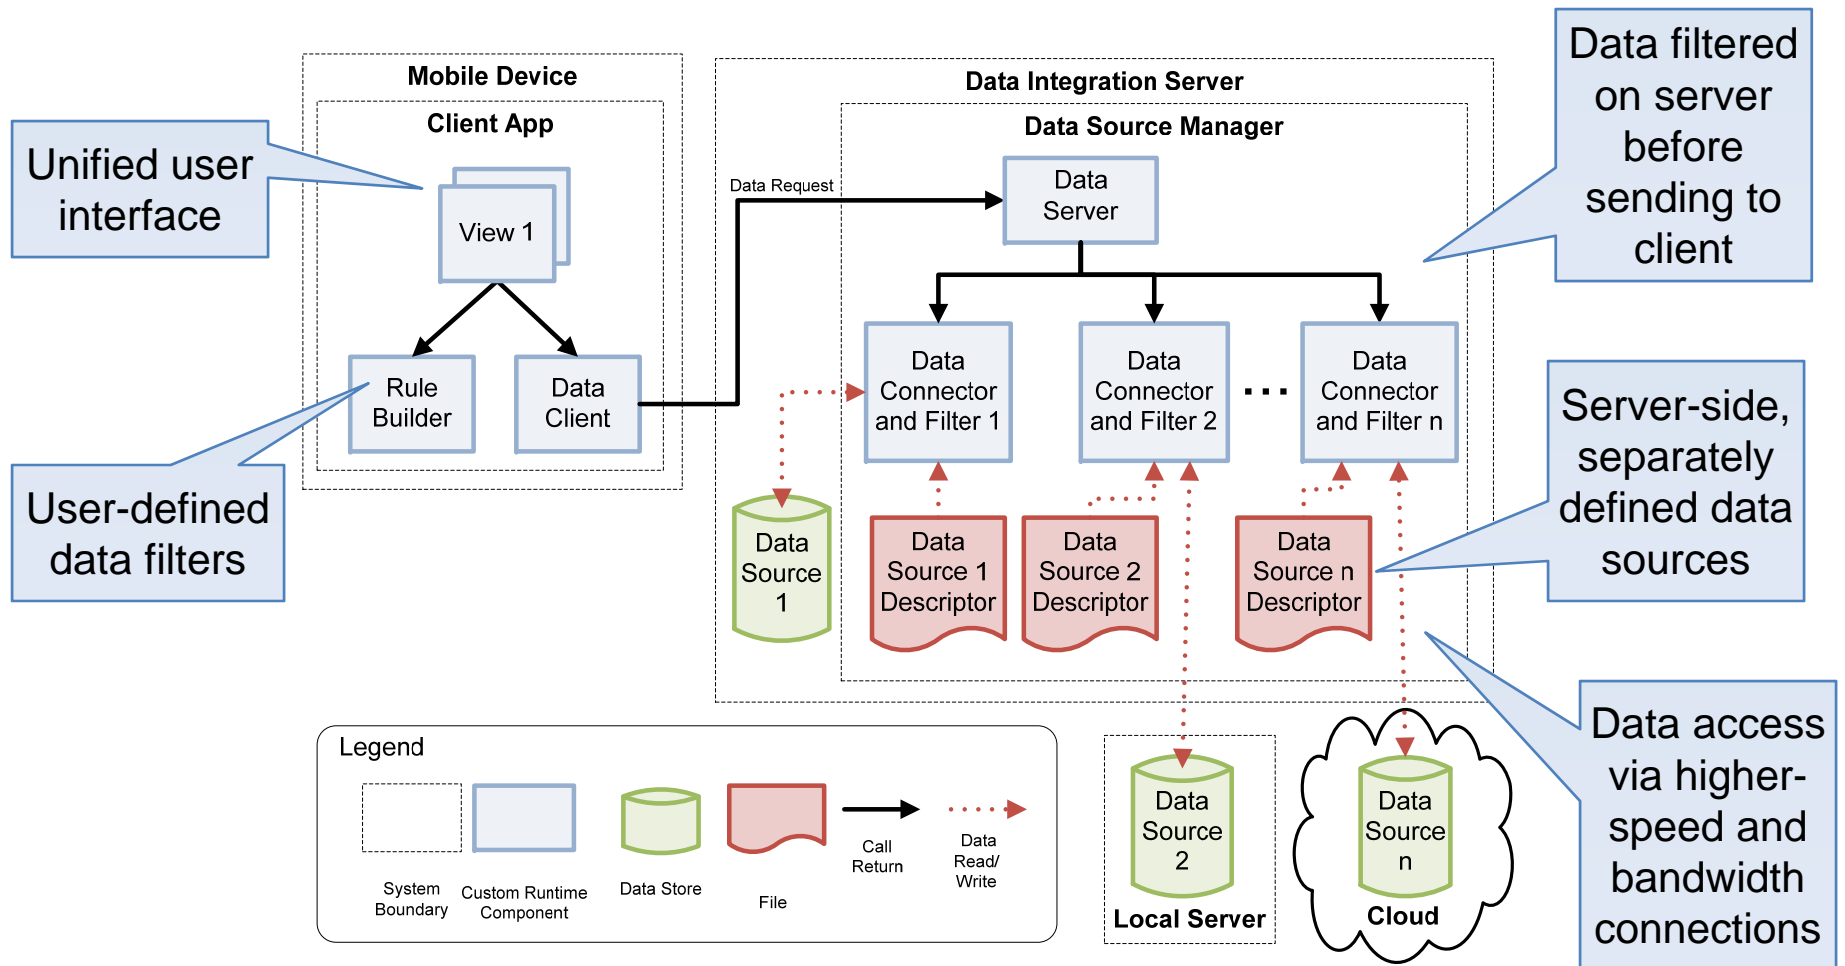 Mobile Device
Client App
View 1
Rule
Builder
Data
Client
Unified user
interface
User-defined
data filters
Data Request
Data Integration Server
Data Source Manager
Data
Server
Data
Connector
and Filter 1
Data
Connector
and Filter 2
Data
Connector
and Filter n
Data
Source
1
Data
Source 1
Descriptor
Data
Source 2
Descriptor
Data
Source n
Descriptor
Data filtered
on server
before
sending to
client
Server-side,
separately
defined data
sources
Data access
via higher-
speed and
bandwidth
connections
Data
Source
2
Local Server
Data
Source
n
Cloud
Legend
System
Boundary
Custom Runtime
Component
Data Store
File
Call
Return
Data
Read/
Write